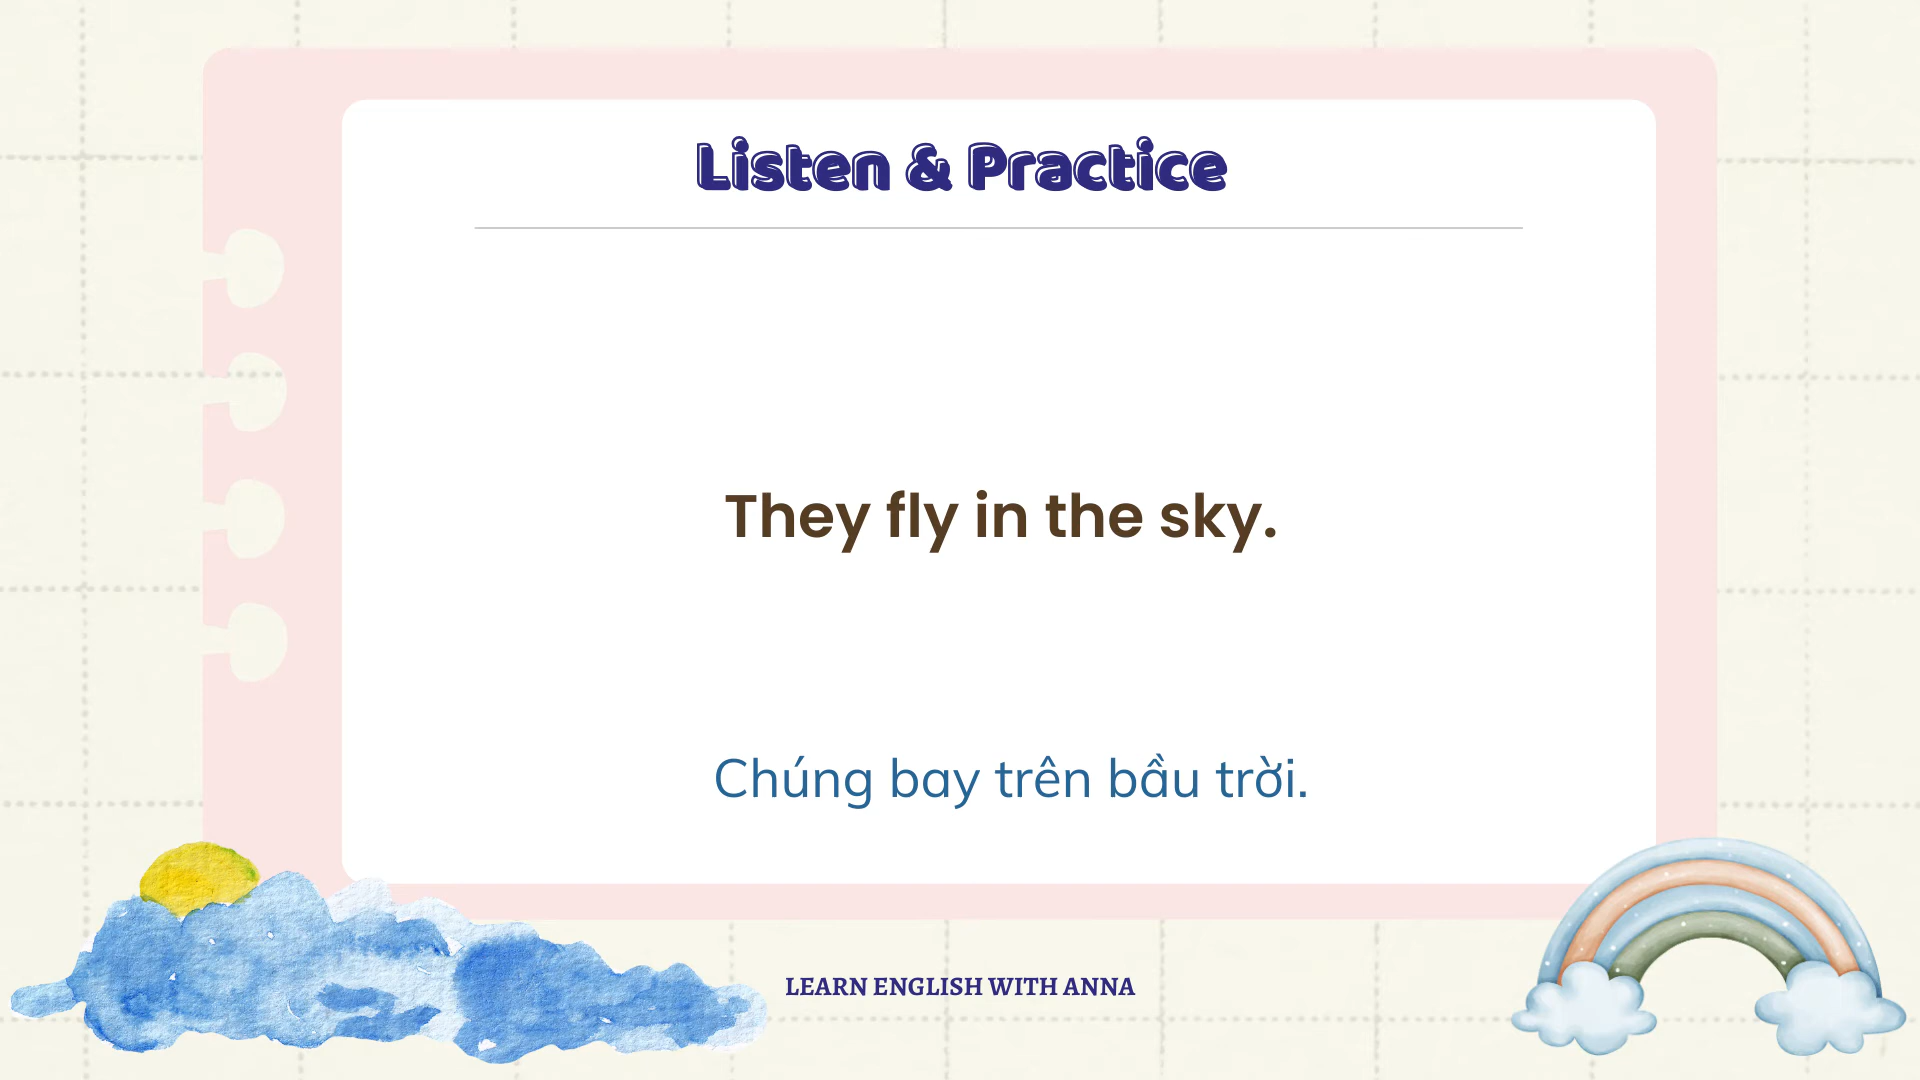 Listen & Practice
They fly in the sky.
Chúng bay trên bầu trời.
LEARN ENGLISH WITH ANNA